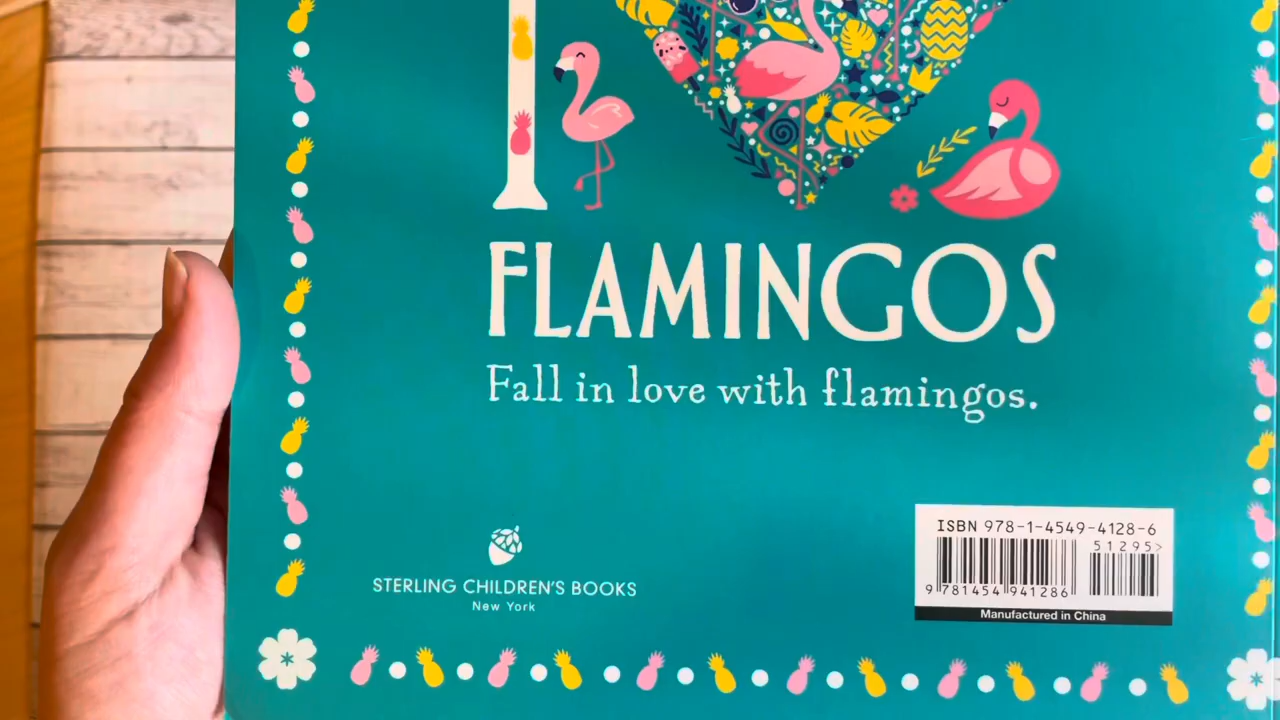 I
FLAMINGOS
Fall in love with flamingos.
STERLING CHILDREN'S BOOKS
New York
ISBN 978-1-4549-4128-6
51295>
9 781454 941286
Manufactured in China